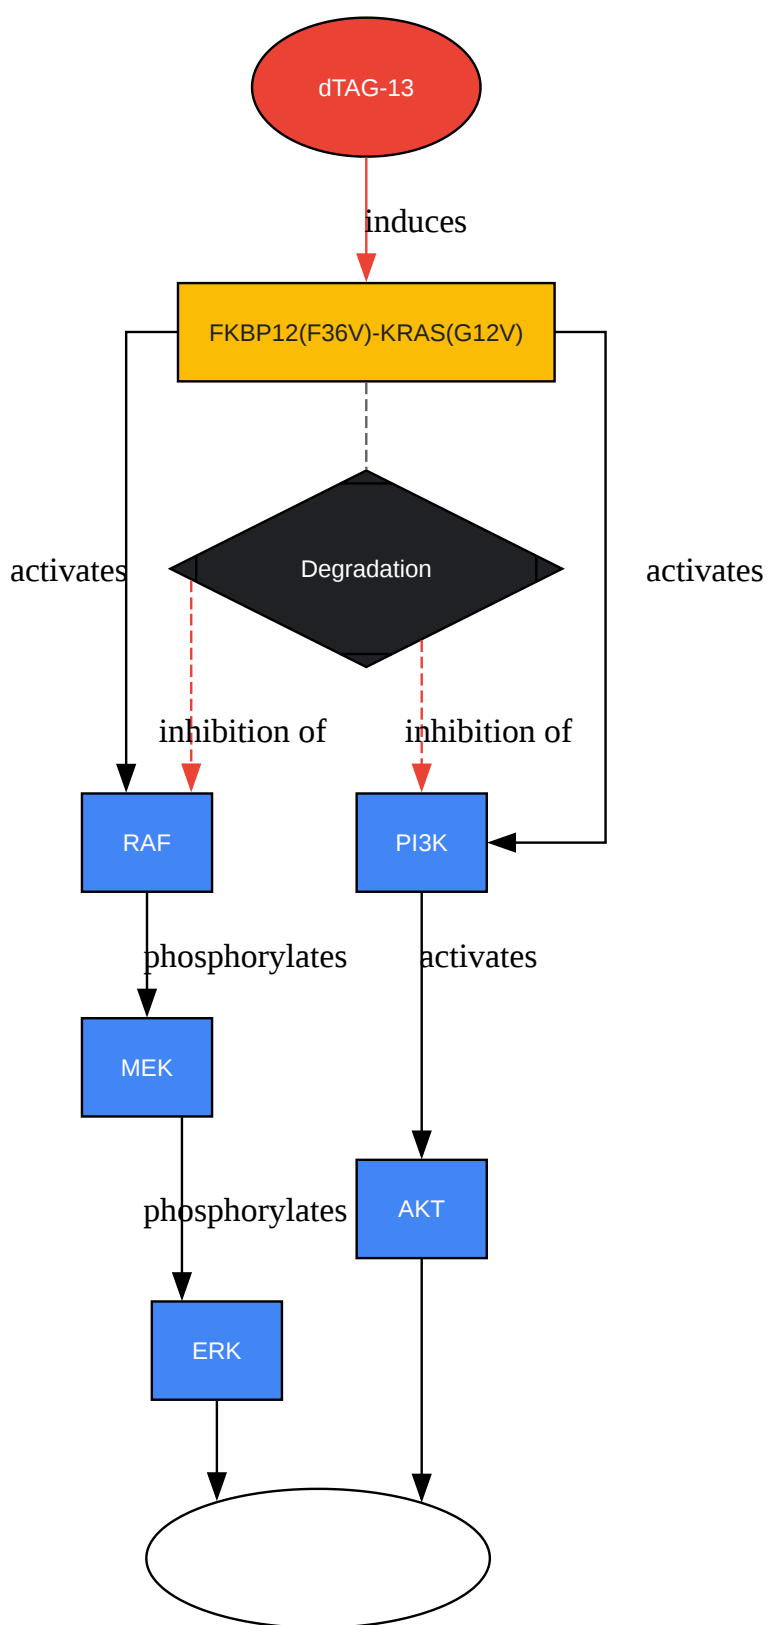 dTAG-13
induces
FKBP12(F36V)-KRAS(G12V)
activates
Degradation
activates
inhibition of
inhibition of
RAF
PI3K
phosphorylates
activates
MEK
phosphorylates
AKT
ERK